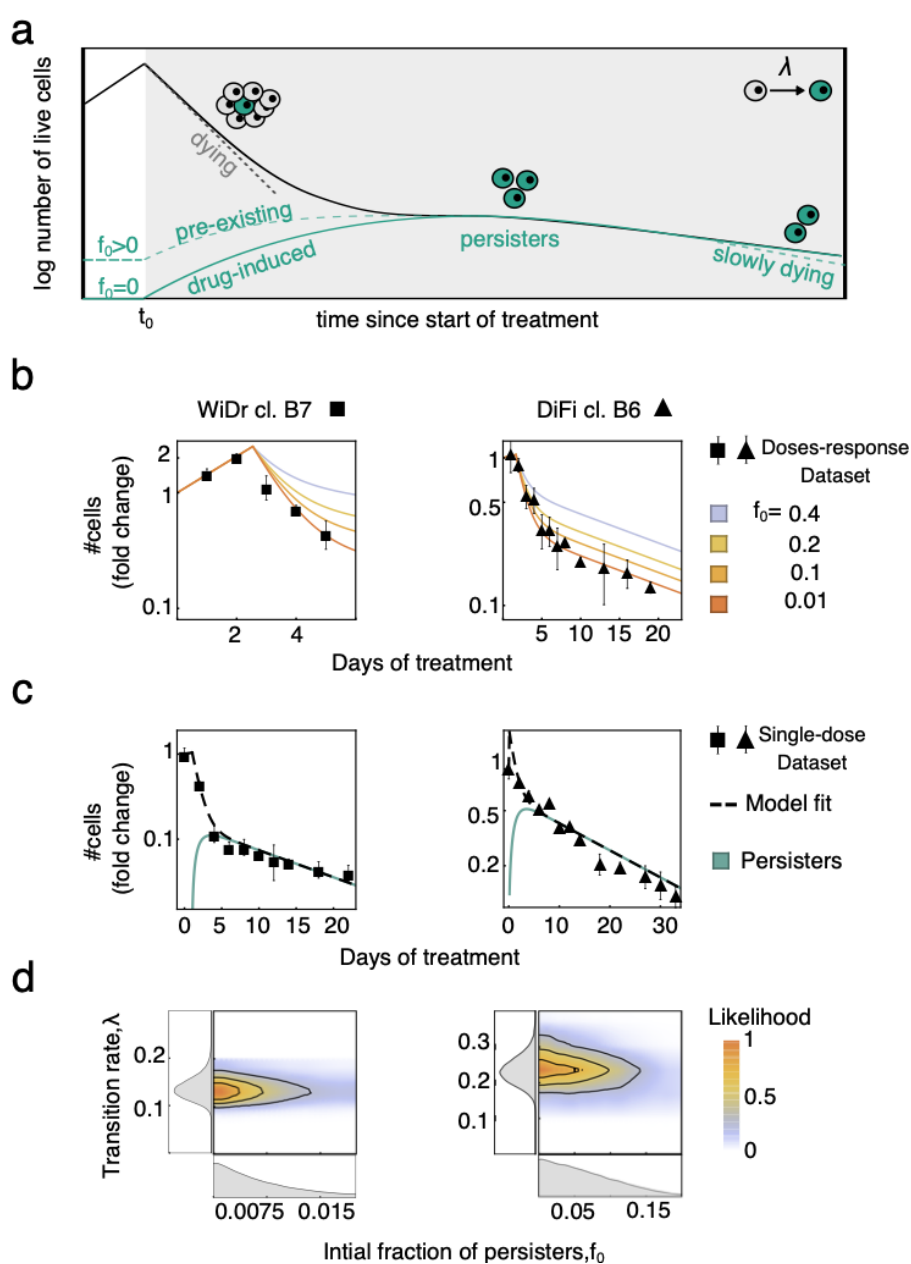 a
log number of live cells
dying
λ
pre-existing
f₀>0
drug-induced
persisters
slowly dying
f₀=0
t₀
time since start of treatment
b
WiDr cl. B7
DiFi cl. B6
#cells
(fold change)
2
1
0.1
2 4
1
0.5
0.1
5 10 15 20
Days of treatment
Doses-response
Dataset
f₀= 0.4
0.2
0.1
0.01
c
#cells
(fold change)
1
0.1
0 5 10 15 20
1
0.5
0.2
0 10 20 30
Days of treatment
Single-dose
Dataset
Model fit
Persisters
d
Transition rate,λ
0.2
0.1
0.0075 0.015
0.3
0.2
0.1
0.05 0.15
Intial fraction of persisters,f₀
Likelihood
1
0.5
0